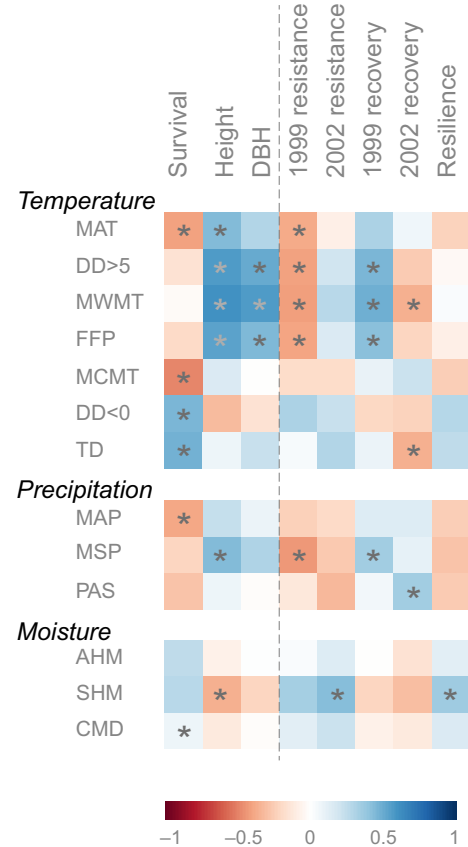 Survival
Height
DBH
1999 resistance
2002 resistance
1999 recovery
2002 recovery
Resilience
Temperature
MAT * * *
DD>5 * * * *
MWMT * * * * *
FFP * * * *
MCMT *
DD<0 *
TD * *
Precipitation
MAP *
MSP * * *
PAS *
Moisture
AHM
SHM * * *
CMD *
−1 −0.5 0 0.5 1